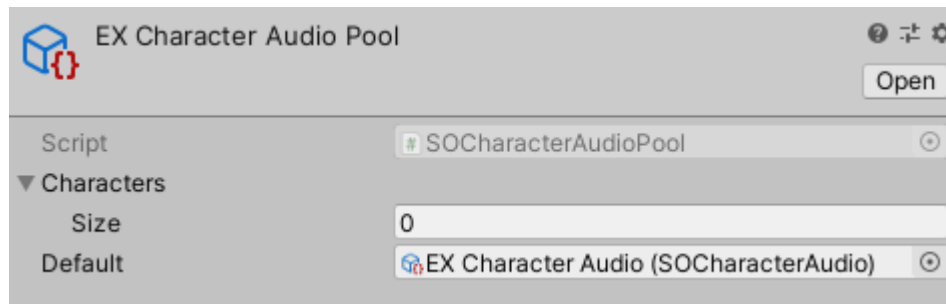 EX Character Audio Pool
Open
Script
SOCharacterAudioPool
Characters
Size
0
Default
EX Character Audio (SOCharacterAudio)